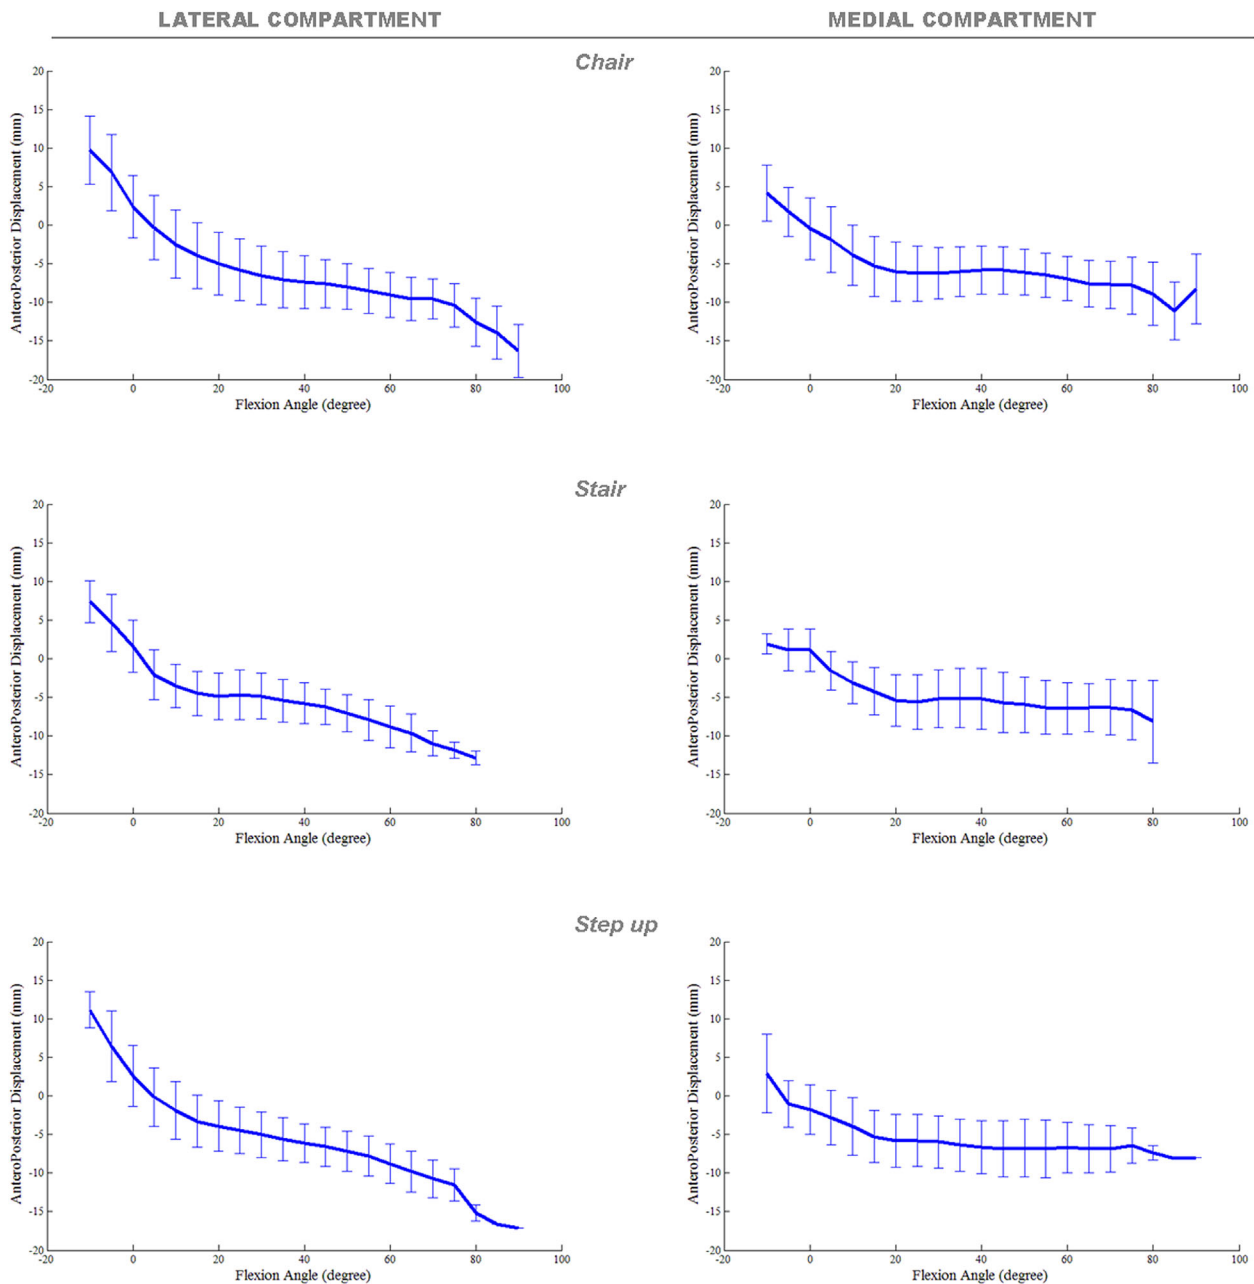 LATERAL COMPARTMENT MEDIAL COMPARTMENT
Chair
20
15
10
5
0
-5
-10
-15
-20
AnteroPosterior Displacement (mm)
-20 0 20 40 60 80 100
Flexion Angle (degree)
20
15
10
5
0
-5
-10
-15
-20
AnteroPosterior Displacement (mm)
-20 0 20 40 60 80 100
Flexion Angle (degree)
Stair
20
15
10
5
0
-5
-10
-15
-20
AnteroPosterior Displacement (mm)
-20 0 20 40 60 80 100
Flexion Angle (degree)
20
15
10
5
0
-5
-10
-15
-20
AnteroPosterior Displacement (mm)
-20 0 20 40 60 80 100
Flexion Angle (degree)
Step up
20
15
10
5
0
-5
-10
-15
-20
AnteroPosterior Displacement (mm)
-20 0 20 40 60 80 100
Flexion Angle (degree)
20
15
10
5
0
-5
-10
-15
-20
AnteroPosterior Displacement (mm)
-20 0 20 40 60 80 100
Flexion Angle (degree)